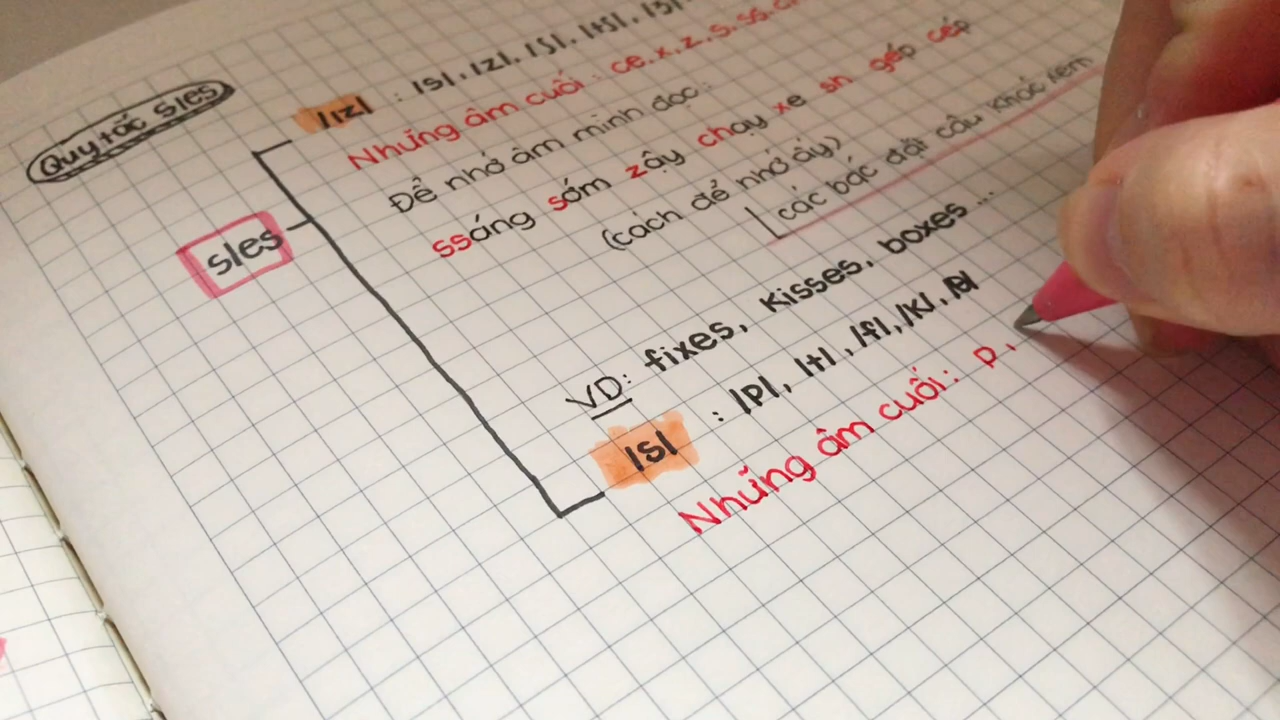 Quy tắc s/es
s/es
/iz/ : /s/, /z/, /ʃ/, /tʃ/, /ʒ/
Những âm cuối : ce, x, z, s, ss, ch
Để nhớ âm mình đọc :
ssáng sớm zậy chạy xe sh gép cép
(cách để nhớ ấy)
các bác đặt câu khác xem
VD: fixes, kisses, boxes ...
/s/ : /p/, /t/, /f/, /k/,
Những âm cuối : p,